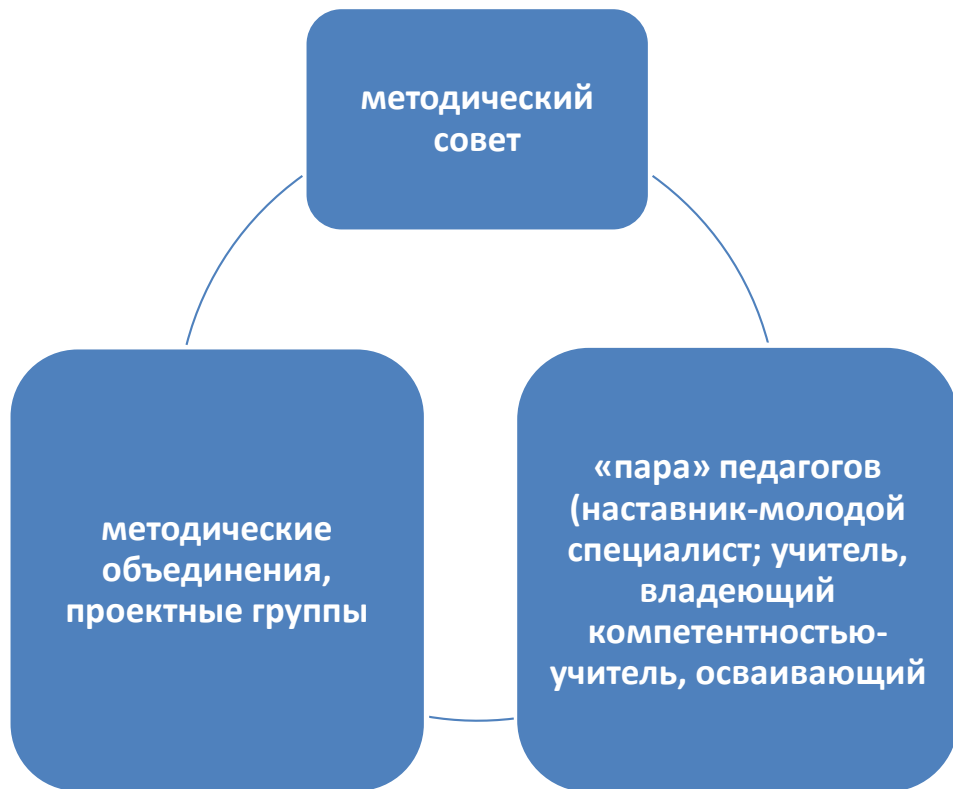 методический
совет
методические
объединения,
проектные группы
«пара» педагогов
(наставник-молодой
специалист; учитель,
владеющий
компетентностью-
учитель, осваивающий